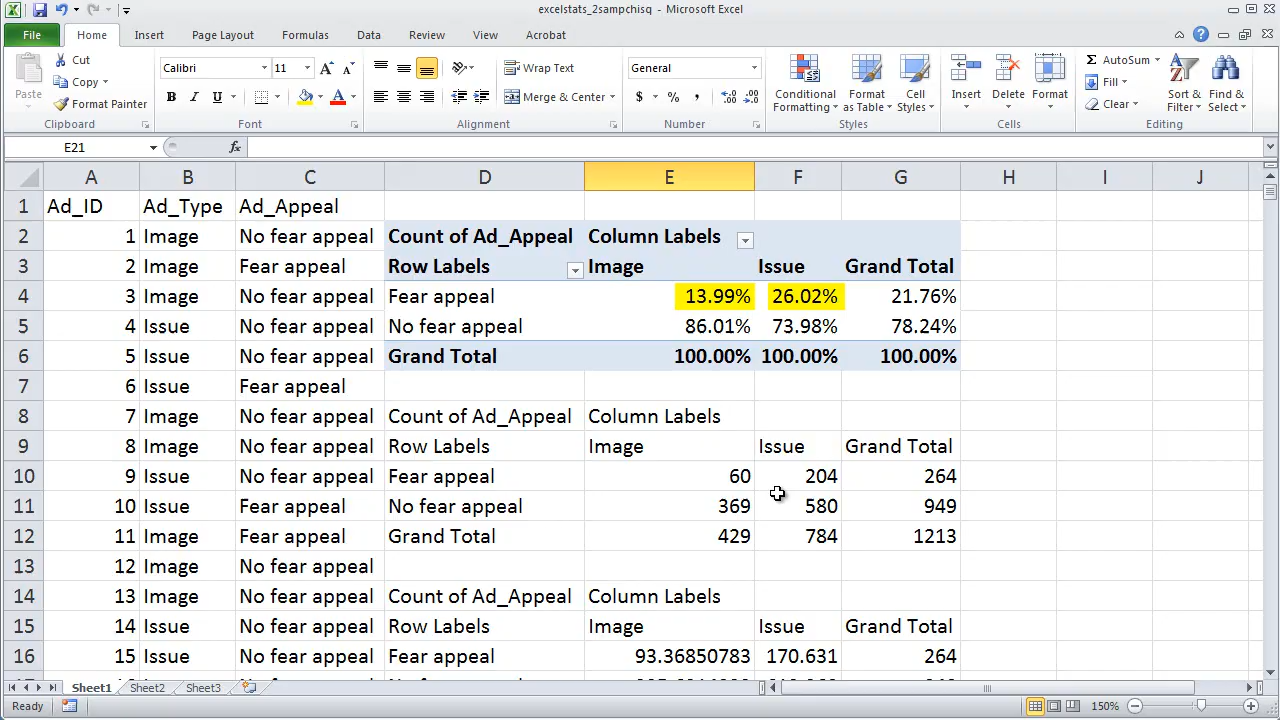 excelstats_2sampchisq - Microsoft Excel
File Home Insert Page Layout Formulas Data Review View Acrobat
Paste Cut Copy Format Painter
Calibri 11 B I U
Wrap Text Merge & Center
General $ % , .0 .00 .00 .0
Conditional Formatting Format as Table Cell Styles
Insert Delete Format
AutoSum Fill Clear Sort & Filter Find & Select
Clipboard Font Alignment Number Styles Cells Editing
E21 fx
A B C D E F G H I J
1 Ad_ID Ad_Type Ad_Appeal
2 1 Image No fear appeal Count of Ad_Appeal Column Labels
3 2 Image Fear appeal Row Labels Image Issue Grand Total
4 3 Image No fear appeal Fear appeal 13.99% 26.02% 21.76%
5 4 Issue No fear appeal No fear appeal 86.01% 73.98% 78.24%
6 5 Issue No fear appeal Grand Total 100.00% 100.00% 100.00%
7 6 Issue Fear appeal
8 7 Image No fear appeal Count of Ad_Appeal Column Labels
9 8 Image No fear appeal Row Labels Image Issue Grand Total
10 9 Issue No fear appeal Fear appeal 60 204 264
11 10 Issue Fear appeal No fear appeal 369 580 949
12 11 Image Fear appeal Grand Total 429 784 1213
13 12 Image No fear appeal
14 13 Image No fear appeal Count of Ad_Appeal Column Labels
15 14 Issue No fear appeal Row Labels Image Issue Grand Total
16 15 Issue No fear appeal Fear appeal 93.36850783 170.631 264
Sheet1 Sheet2 Sheet3
Ready 150%